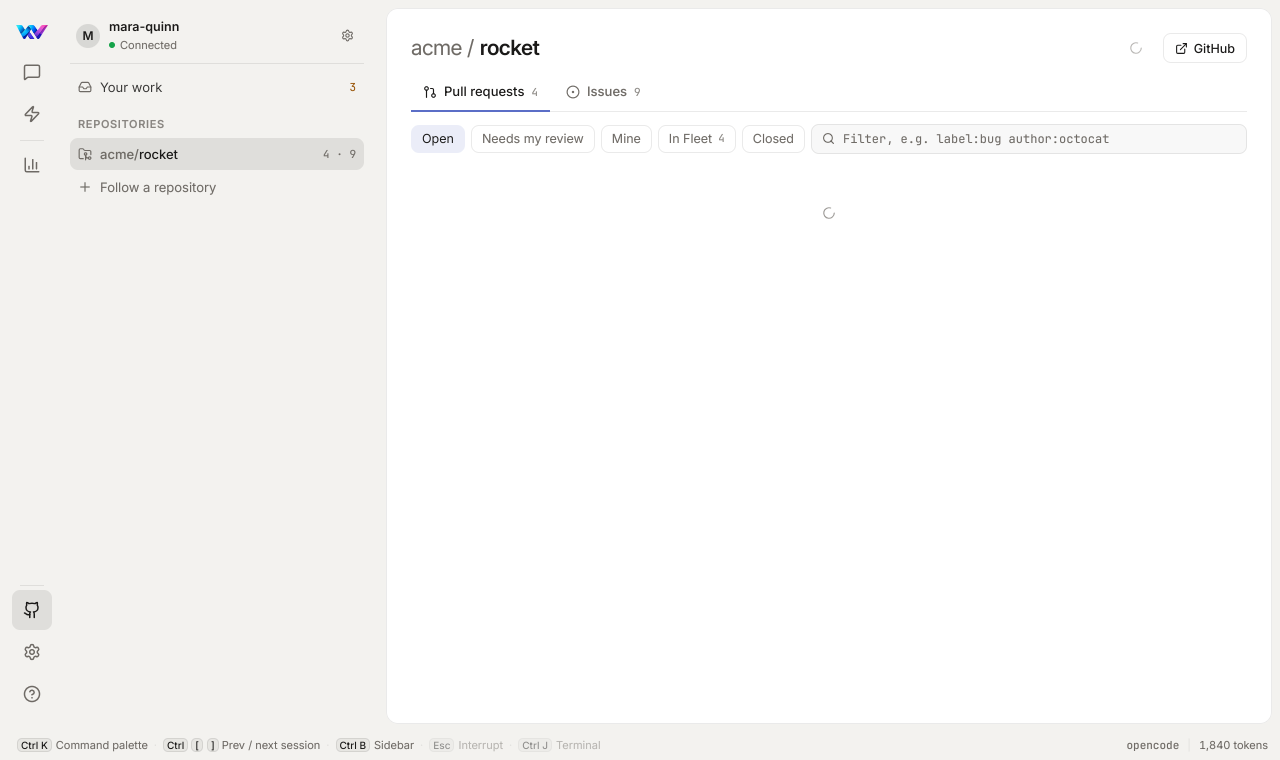 M
mara-quinn
Connected
Your work 3
REPOSITORIES
acme/rocket 4 · 9
Follow a repository
acme / rocket
GitHub
Pull requests 4
Issues 9
Open
Needs my review
Mine
In Fleet 4
Closed
Filter, e.g. label:bug author:octocat
Ctrl K Command palette · Ctrl [ ] Prev / next session · Ctrl B Sidebar · Esc Interrupt · Ctrl J Terminal
opencode
1,840 tokens